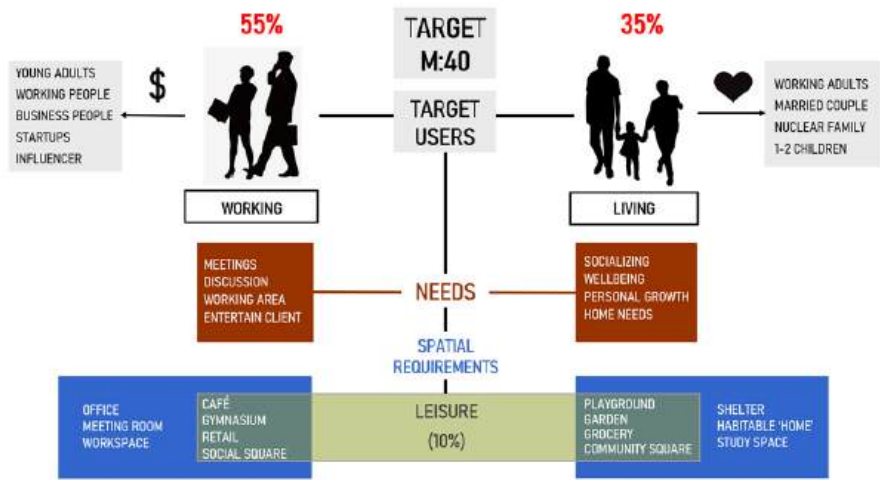 55%
TARGET
M:40
35%
YOUNG ADULTS
WORKING PEOPLE
BUSINESS PEOPLE
STARTUPS
INFLUENCER
$
TARGET
USERS
WORKING ADULTS
MARRIED COUPLE
NUCLEAR FAMILY
1-2 CHILDREN
WORKING
LIVING
MEETINGS
DISCUSSION
WORKING AREA
ENTERTAIN CLIENT
NEEDS
SOCIALIZING
WELLBEING
PERSONAL GROWTH
HOME NEEDS
SPATIAL
REQUIREMENTS
OFFICE
MEETING ROOM
WORKSPACE
CAFÉ
GYMNASIUM
RETAIL
SOCIAL SQUARE
LEISURE
(10%)
PLAYGROUND
GARDEN
GROCERY
COMMUNITY SQUARE
SHELTER
HABITABLE 'HOME'
STUDY SPACE